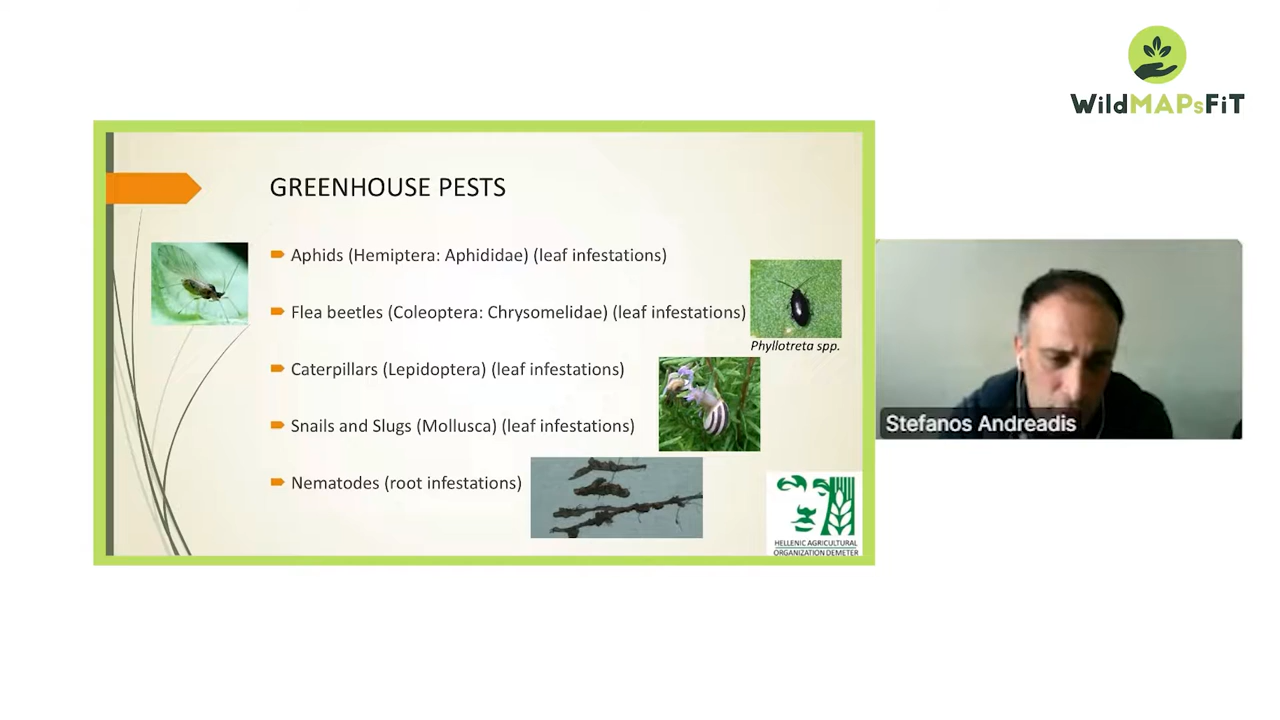 WildMAPsFiT
GREENHOUSE PESTS
Aphids (Hemiptera: Aphididae) (leaf infestations)
Flea beetles (Coleoptera: Chrysomelidae) (leaf infestations)
Phyllotreta spp.
Caterpillars (Lepidoptera) (leaf infestations)
Snails and Slugs (Mollusca) (leaf infestations)
Nematodes (root infestations)
HELLENIC AGRICULTURAL
ORGANIZATION DEMETER
Stefanos Andreadis